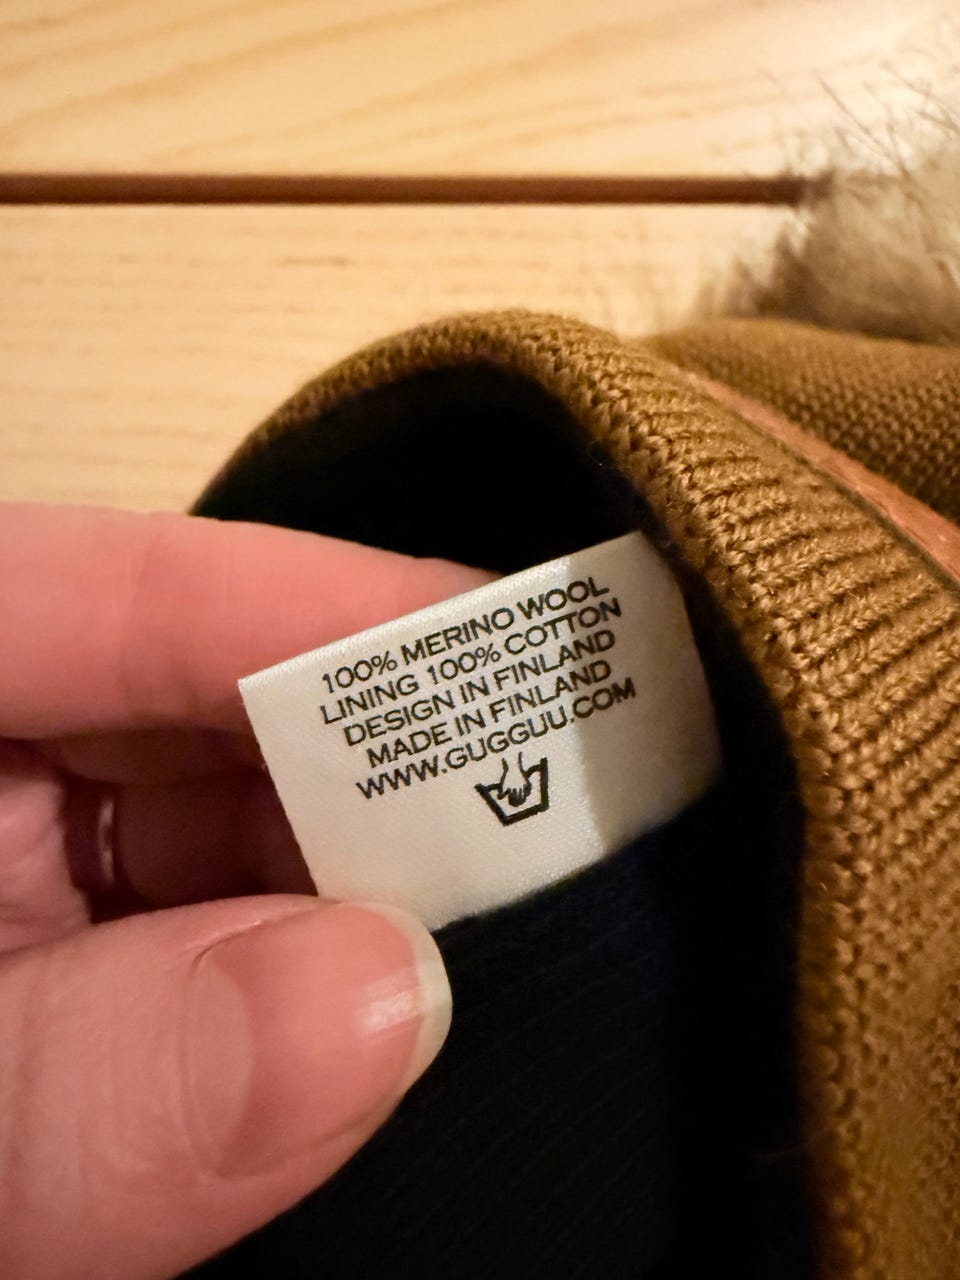 100% MERINO WOOL
LINING 100% COTTON
DESIGN IN FINLAND
MADE IN FINLAND
WWW.GUGGUU.COM